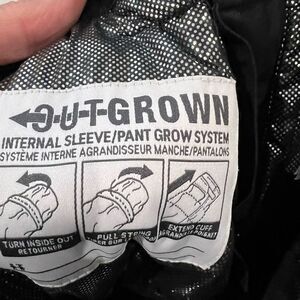 OUTGROWN
INTERNAL SLEEVE/PANT GROW SYSTEM
SYSTÈME INTERNE AGRANDISSEUR MANCHE/PANTALONS
TURN INSIDE OUT
RETOURNER
PULL STRING
EXTEND CUFF